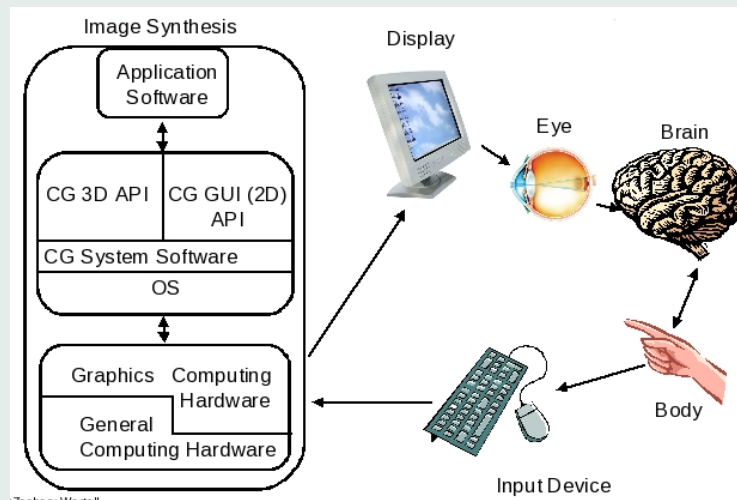 Image Synthesis
Application
Software
CG 3D API
CG GUI (2D)
API
CG System Software
OS
Graphics Computing
Hardware
General
Computing Hardware
Display
Eye
Brain
Body
Input Device